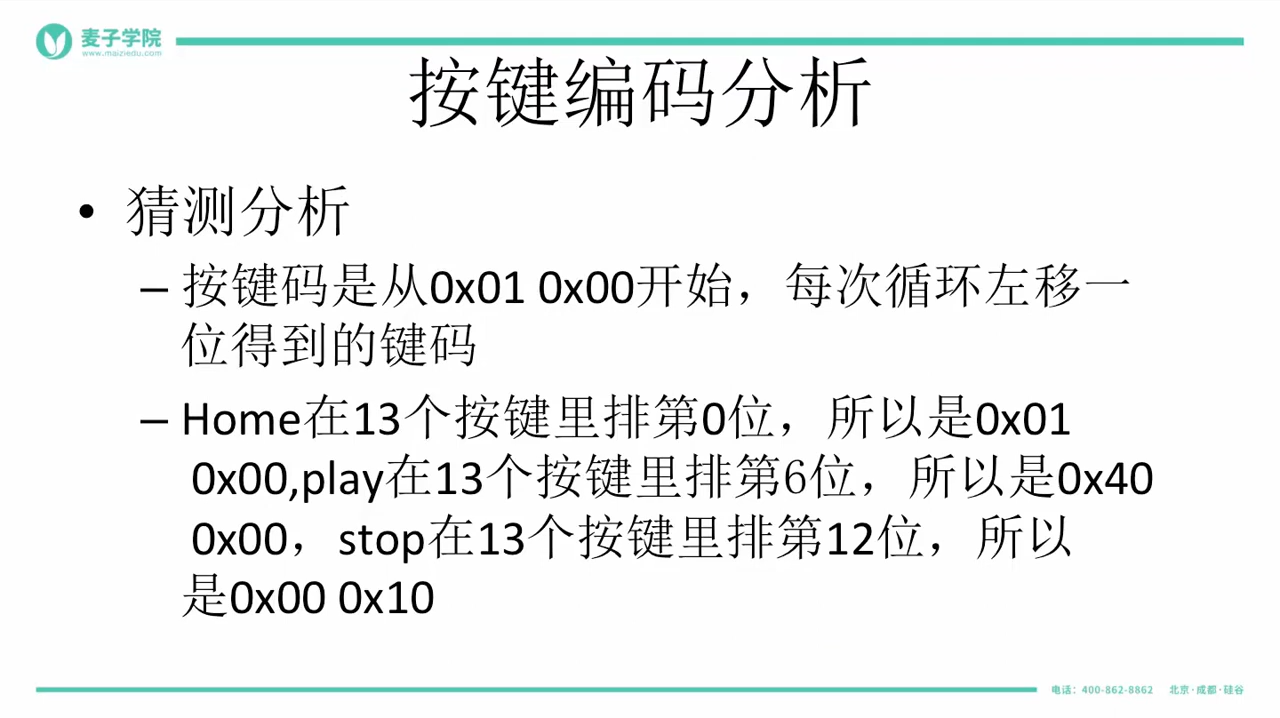 麦子学院
www.maiziedu.com
按键编码分析
• 猜测分析
– 按键码是从0x01 0x00开始，每次循环左移一
位得到的键码
– Home在13个按键里排第0位，所以是0x01
0x00,play在13个按键里排第6位，所以是0x40
0x00，stop在13个按键里排第12位，所以
是0x00 0x10
电话：400-862-8862 北京·成都·硅谷